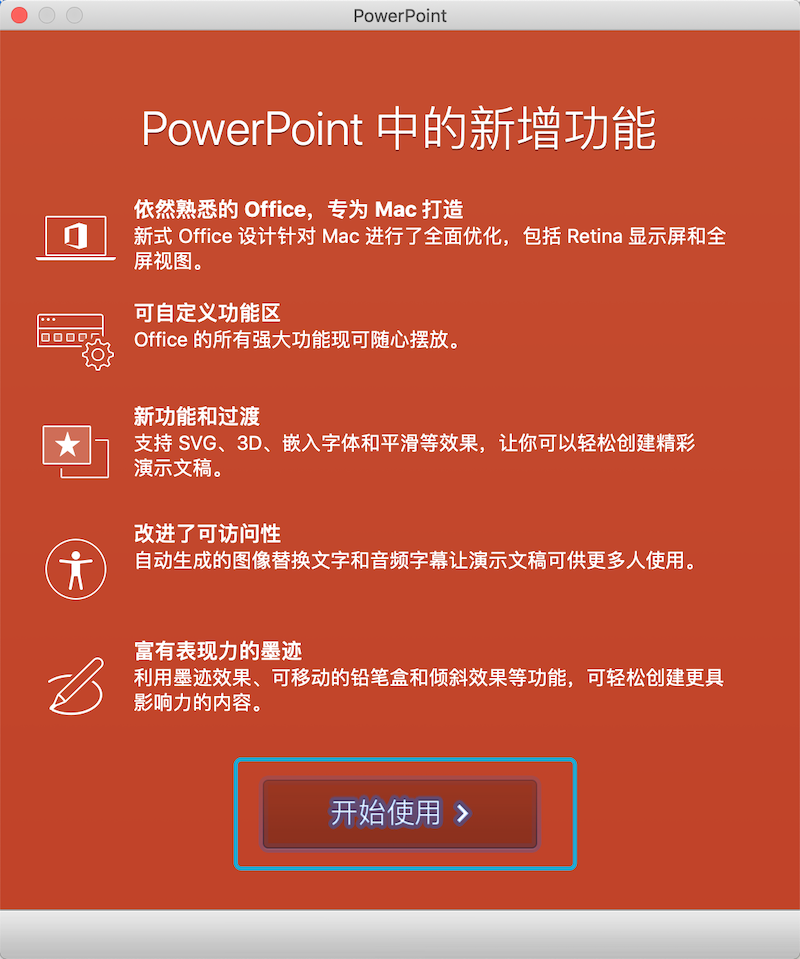 PowerPoint
PowerPoint 中的新增功能
依然熟悉的 Office，专为 Mac 打造
新式 Office 设计针对 Mac 进行了全面优化，包括 Retina 显示屏和全
屏视图。
可自定义功能区
Office 的所有强大功能现可随心摆放。
新功能和过渡
支持 SVG、3D、嵌入字体和平滑等效果，让你可以轻松创建精彩
演示文稿。
改进了可访问性
自动生成的图像替换文字和音频字幕让演示文稿可供更多人使用。
富有表现力的墨迹
利用墨迹效果、可移动的铅笔盒和倾斜效果等功能，可轻松创建更具
影响力的内容。
开始使用